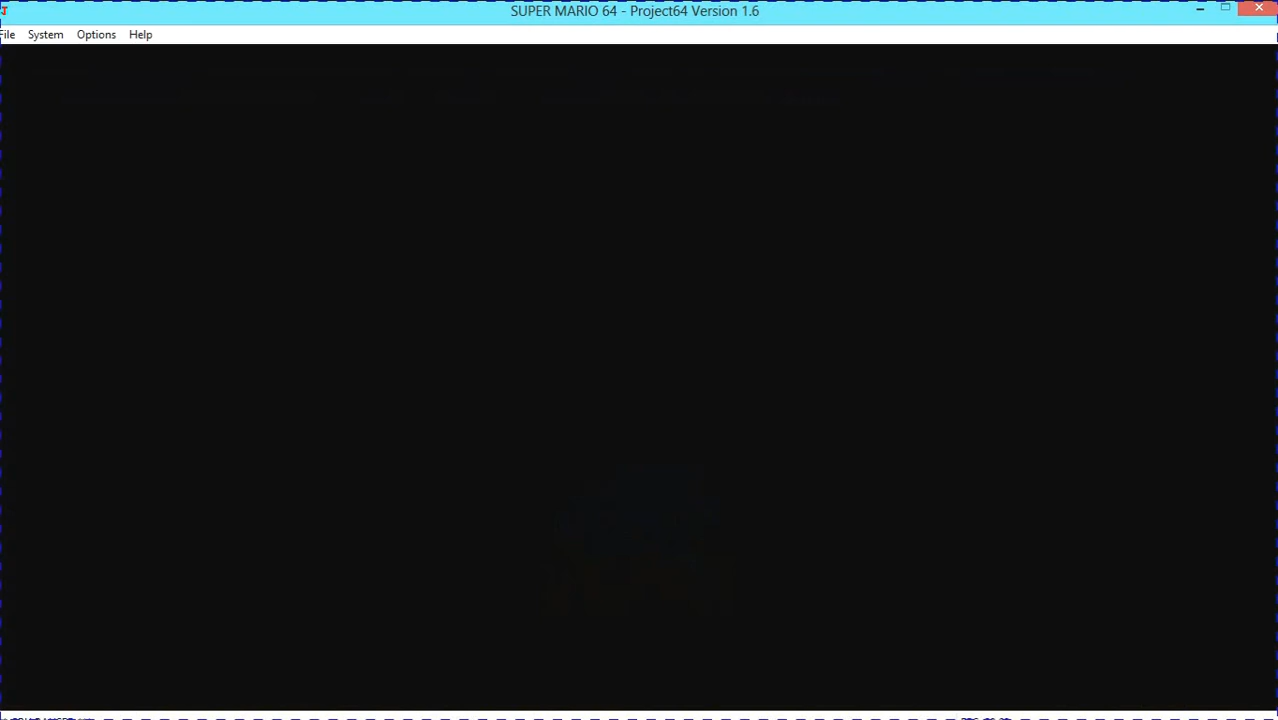 SUPER MARIO 64 - Project64 Version 1.6
File System Options Help